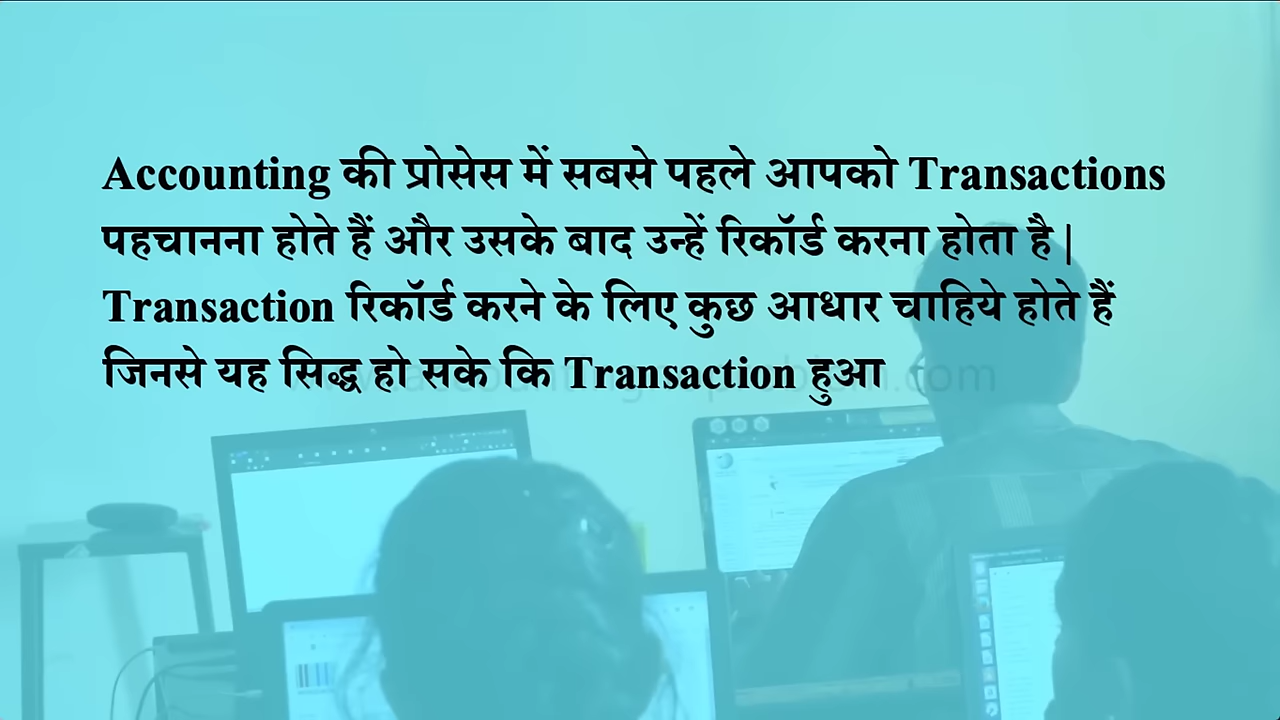 Accounting की प्रोसेस में सबसे पहले आपको Transactions
पहचानना होते हैं और उसके बाद उन्हें रिकॉर्ड करना होता है |
Transaction रिकॉर्ड करने के लिए कुछ आधार चाहिये होते हैं
जिनसे यह सिद्ध हो सके कि Transaction हुआ